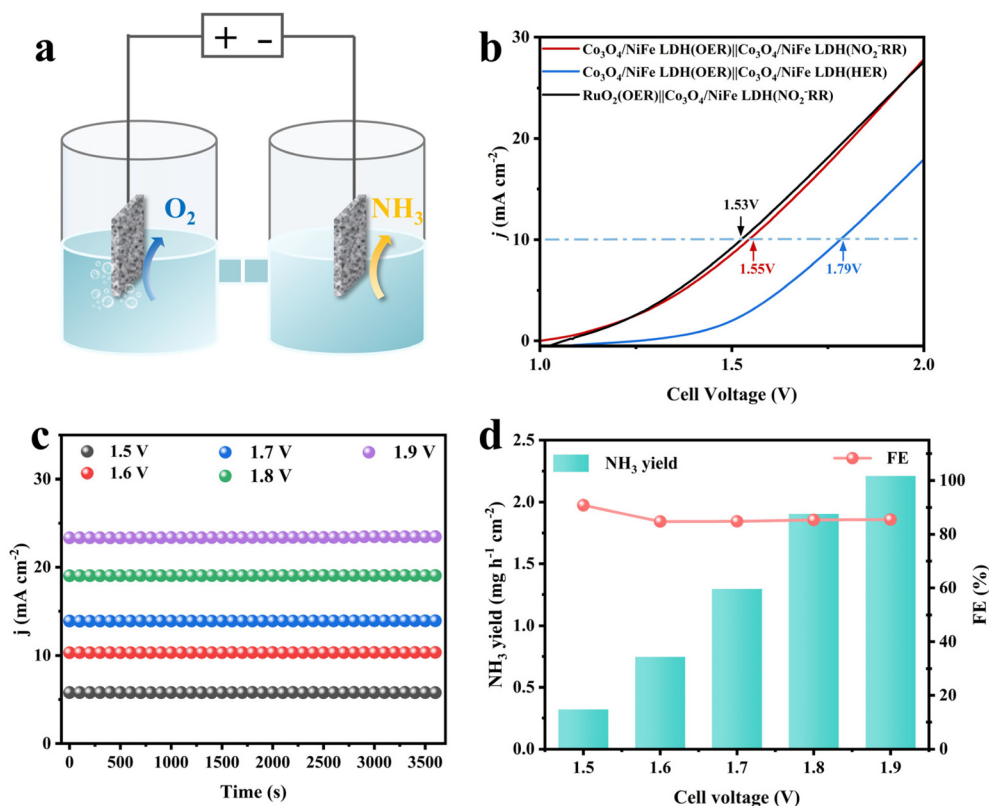 a
+ -
O₂
NH₃
b
Co₃O₄/NiFe LDH(OER)||Co₃O₄/NiFe LDH(NO₂⁻RR)
Co₃O₄/NiFe LDH(OER)||Co₃O₄/NiFe LDH(HER)
RuO₂(OER)||Co₃O₄/NiFe LDH(NO₂⁻RR)
30
20
10
0
j (mA cm⁻²)
1.53V
1.55V
1.79V
1.0
1.5
2.0
Cell Voltage (V)
c
1.5 V
1.7 V
1.9 V
1.6 V
1.8 V
30
20
10
0
j (mA cm⁻²)
0
500
1000
1500
2000
2500
3000
3500
Time (s)
d
NH₃ yield
FE
2.5
2.0
1.5
1.0
0.5
0.0
NH₃ yield (mg h⁻¹ cm⁻²)
100
80
60
40
20
0
FE (%)
1.5
1.6
1.7
1.8
1.9
Cell voltage (V)